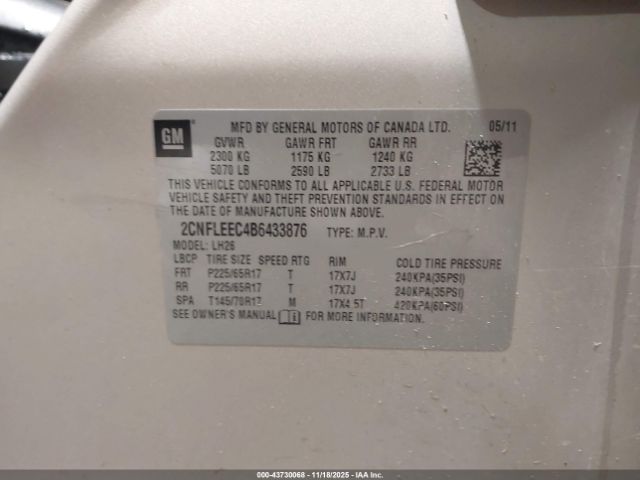 GM MFD BY GENERAL MOTORS OF CANADA LTD. 05/11
GVWR GAWR FRT GAWR RR
2300 KG 1175 KG 1240 KG
5070 LB 2590 LB 2733 LB
THIS VEHICLE CONFORMS TO ALL APPLICABLE U.S. FEDERAL MOTOR
VEHICLE SAFETY AND THEFT PREVENTION STANDARDS IN EFFECT ON
THE DATE OF MANUFACTURE SHOWN ABOVE.
2CNFLEEC4B6433876 TYPE: M.P.V.
MODEL: LH26
LBCP TIRE SIZE SPEED RTG RIM COLD TIRE PRESSURE
FRT P225/65R17 T 17X7J 240KPA(35PSI)
RR P225/65R17 T 17X7J 240KPA(35PSI)
SPA T145/70R17 M 17X4.5T 420KPA(60PSI)
SEE OWNER'S MANUAL FOR MORE INFORMATION.
000-43730068 - 11/18/2025 - Copyright IAA, LLC